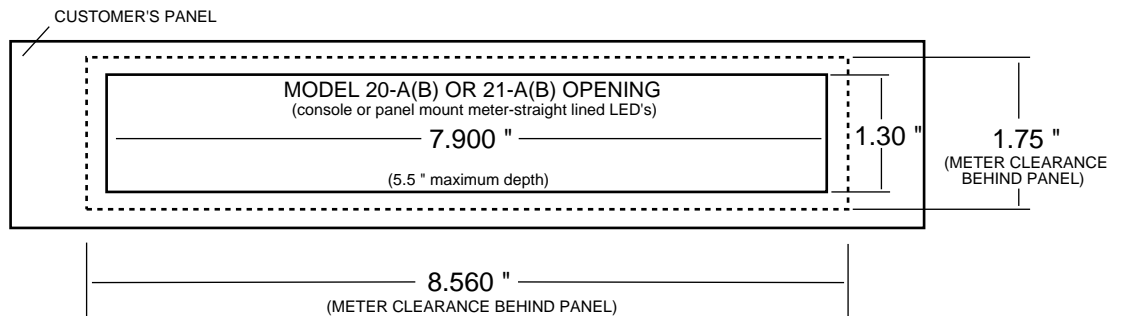 CUSTOMER'S PANEL
MODEL 20-A(B) OR 21-A(B) OPENING
(console or panel mount meter-straight lined LED's)
7.900 "
1.30 "
1.75 "
(METER CLEARANCE
BEHIND PANEL)
(5.5 " maximum depth)
8.560 "
(METER CLEARANCE BEHIND PANEL)